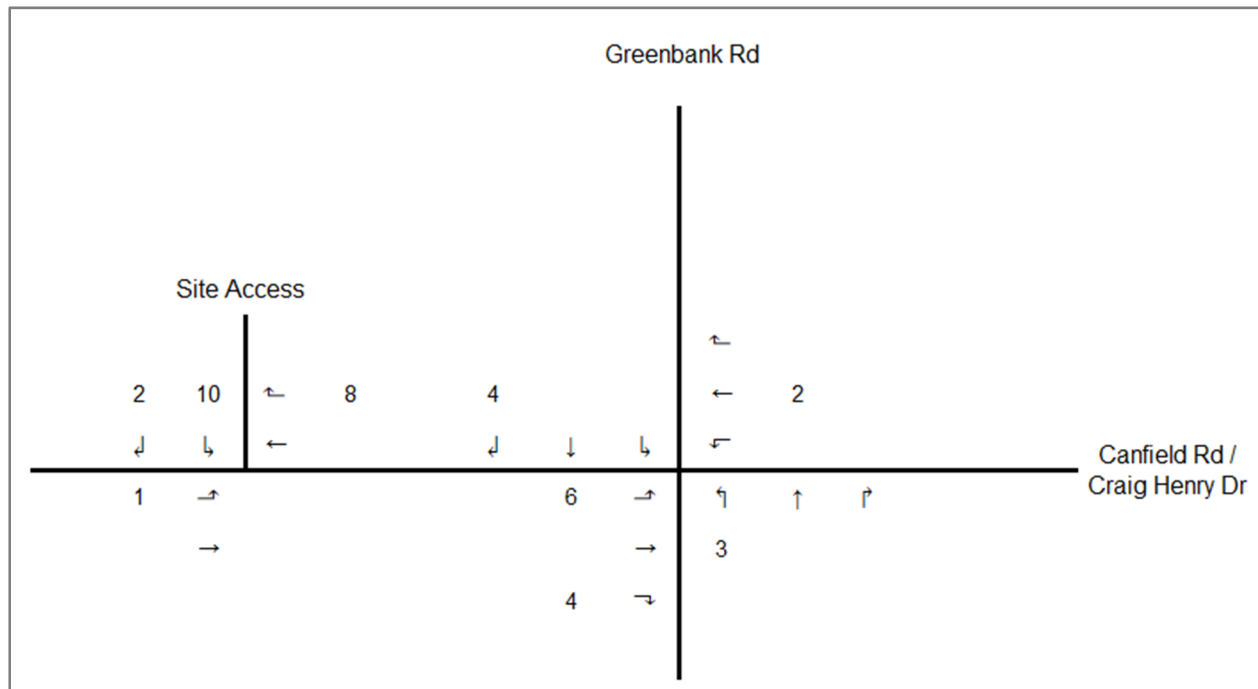 Greenbank Rd
Site Access
2 10 8 4 2
Canfield Rd /
Craig Henry Dr
1 6
3
4